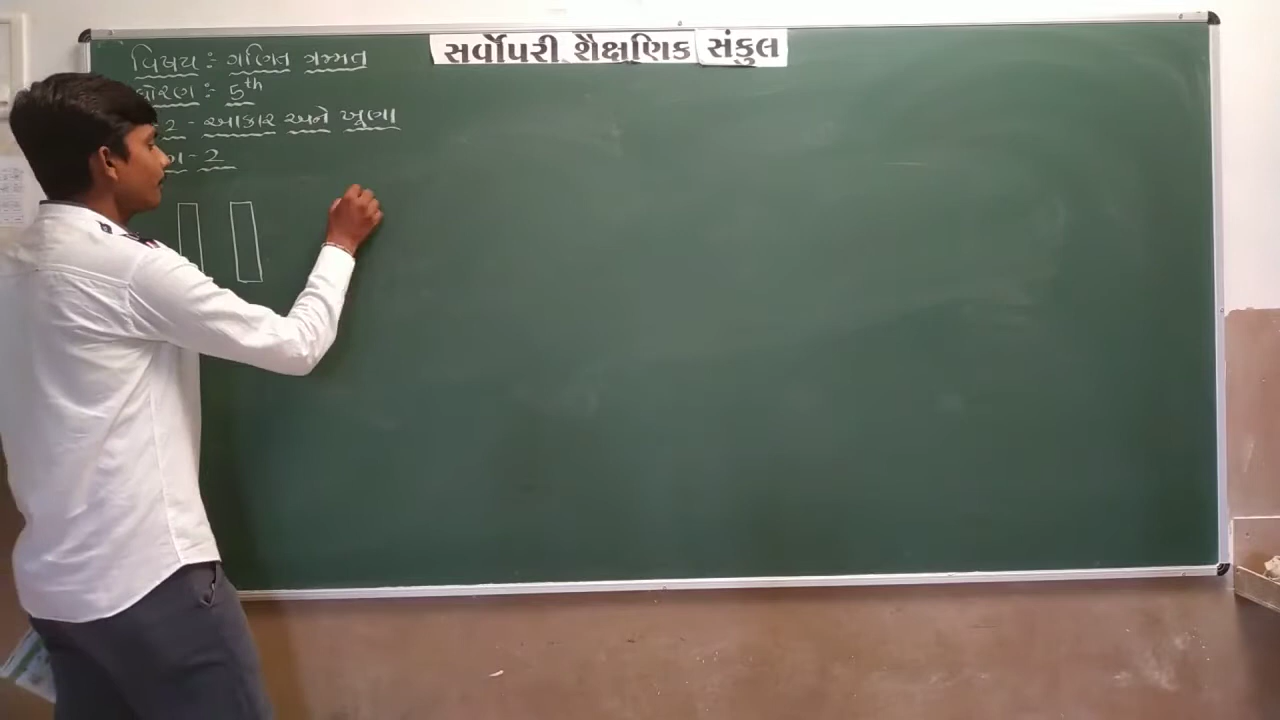 સર્વોપરી શૈક્ષણિક સંકુલ
વિષય :- ગણિત ગમ્મત
ધોરણ :- 5th
2 - આકાર અને ખૂણા
- 2